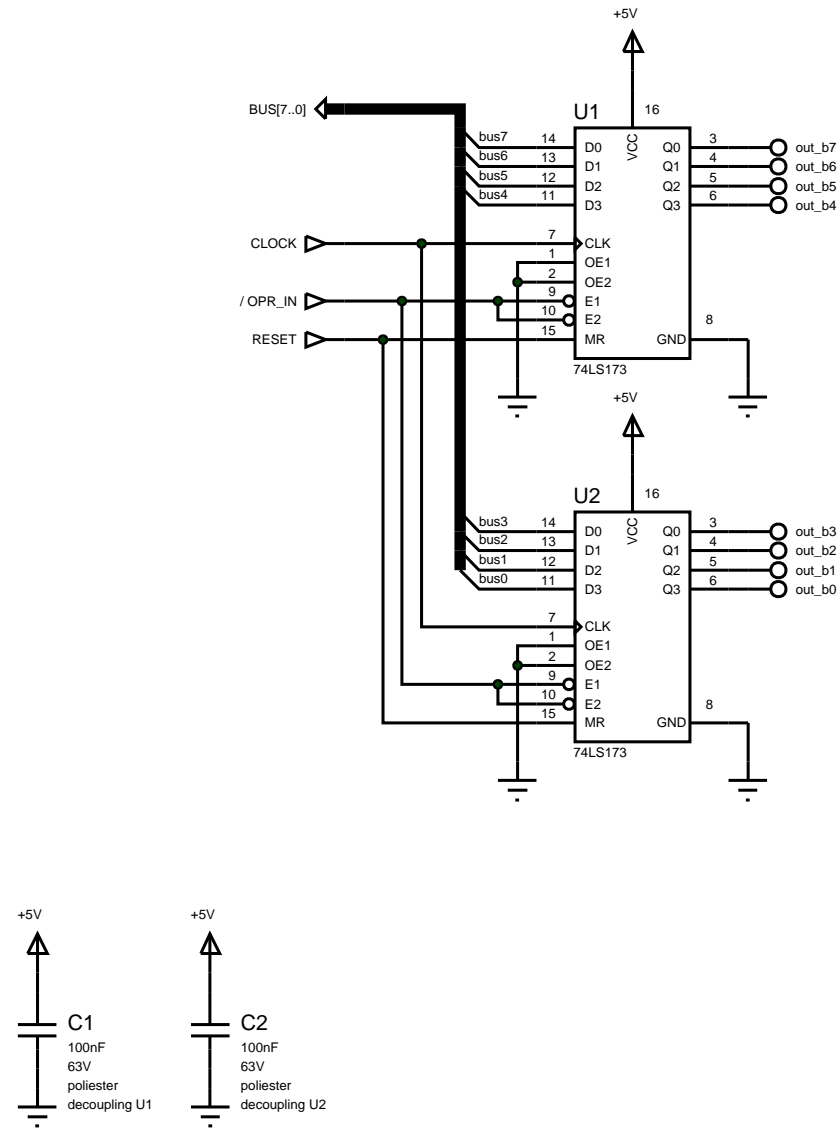 +5V
BUS[7..0]
U1
16
bus7 14 D0 VCC Q0 3 out_b7
bus6 13 D1 Q1 4 out_b6
bus5 12 D2 Q2 5 out_b5
bus4 11 D3 Q3 6 out_b4
CLOCK 7 CLK
1 OE1
2 OE2
/ OPR_IN 9 E1
10 E2 8
RESET 15 MR GND
74LS173
+5V
U2
16
bus3 14 D0 VCC Q0 3 out_b3
bus2 13 D1 Q1 4 out_b2
bus1 12 D2 Q2 5 out_b1
bus0 11 D3 Q3 6 out_b0
7 CLK
1 OE1
2 OE2
9 E1
10 E2 8
15 MR GND
74LS173
+5V
C1
100nF
63V
poliester
decoupling U1
+5V
C2
100nF
63V
poliester
decoupling U2